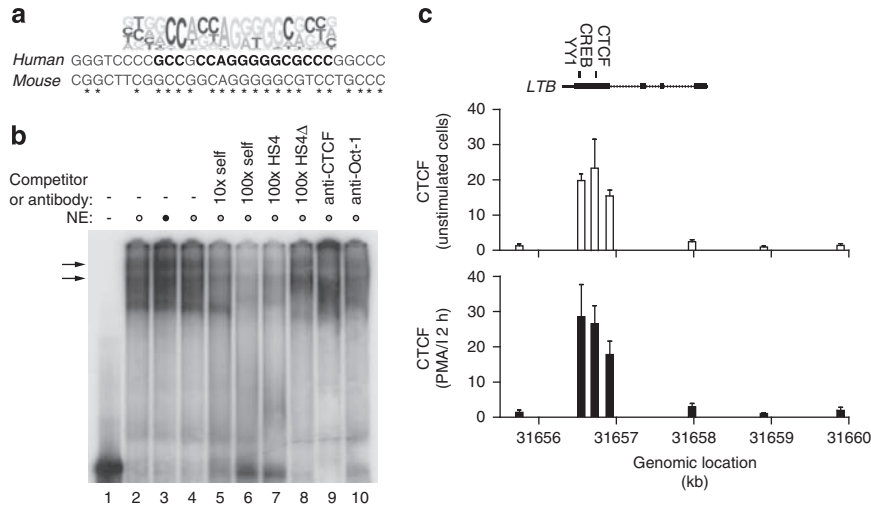 a
Human GGGTCCCCGCCGCCAGGGGGCGCCCGGCCC
Mouse CGGCTTCGGCCGGCAGGGGGCGTCCTGCCC
b
Competitor or antibody: - - - - 10x self 100x self 100x HS4 100x HS4Δ anti-CTCF anti-Oct-1
NE: -
1 2 3 4 5 6 7 8 9 10
c
YY1 CREB CTCF
LTB
CTCF
(unstimulated cells)
40
30
20
10
0
CTCF
(PMA/I 2 h)
40
30
20
10
0
31656 31657 31658 31659 31660
Genomic location
(kb)